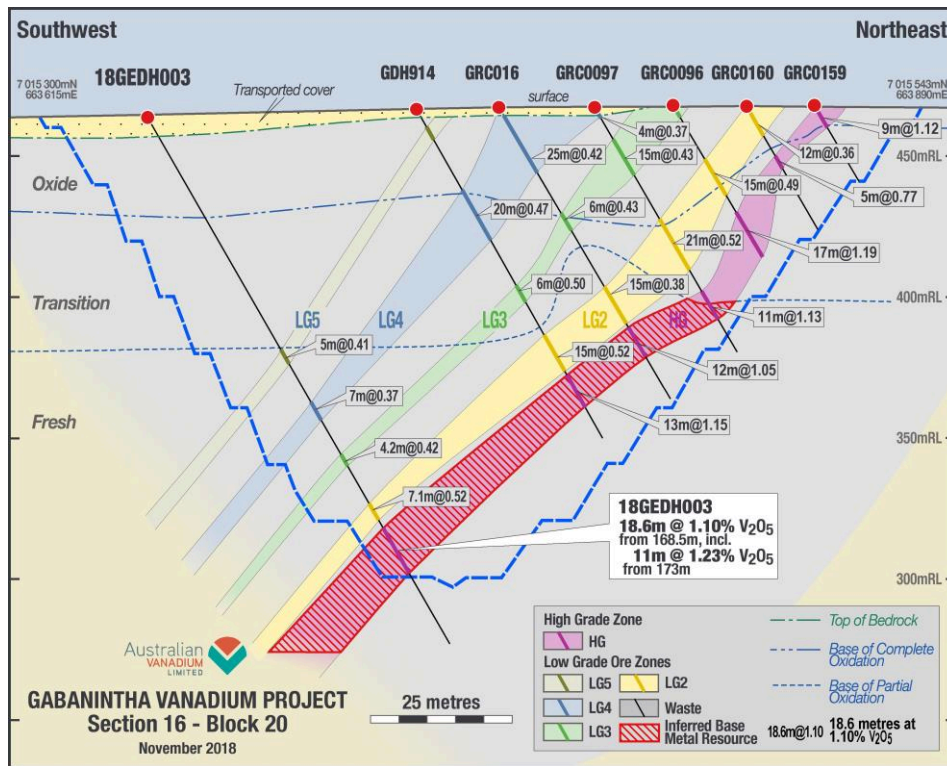 Southwest
Northeast
18GEDH003
GDH914
GRC016
GRC0097
GRC0096
GRC0160
GRC0159
7 015 300mN
663 615mE
7 015 543mN
663 890mE
Transported cover
surface
9m@1.12
4m@0.37
12m@0.36
25m@0.42
15m@0.43
450mRL
Oxide
15m@0.49
5m@0.77
20m@0.47
6m@0.43
21m@0.52
17m@1.19
6m@0.50
15m@0.38
400mRL
Transition
LG5
LG4
LG3
LG2
HG
11m@1.13
5m@0.41
15m@0.52
12m@1.05
7m@0.37
13m@1.15
Fresh
4.2m@0.42
350mRL
7.1m@0.52
18GEDH003
18.6m @ 1.10% V₂O₅
from 168.5m, incl.
11m @ 1.23% V₂O₅
from 173m
300mRL
High Grade Zone
HG
Low Grade Ore Zones
LG5
LG2
LG4
Waste
LG3
Inferred Base
Metal Resource
Top of Bedrock
Base of Complete
Oxidation
Base of Partial
Oxidation
18.6m@1.10
18.6 metres at
1.10% V₂O₅
Australian
VANADIUM
LIMITED
GABANINTHA VANADIUM PROJECT
Section 16 - Block 20
November 2018
25 metres